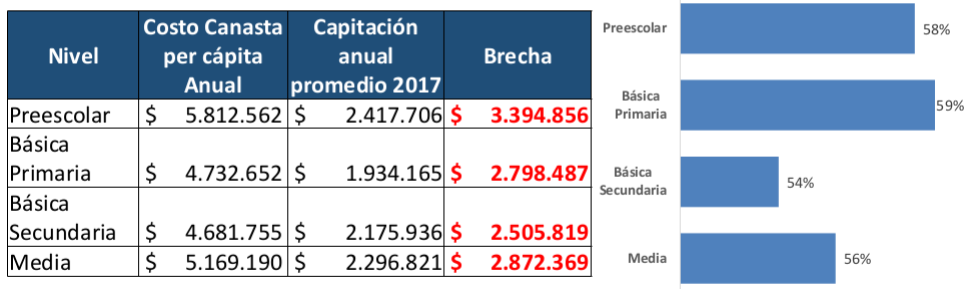 Nivel
Costo Canasta
per cápita
Anual
Capitación
anual
promedio 2017
Brecha
Preescolar $ 5.812.562 $ 2.417.706 $ 3.394.856
Básica
Primaria $ 4.732.652 $ 1.934.165 $ 2.798.487
Básica
Secundaria $ 4.681.755 $ 2.175.936 $ 2.505.819
Media $ 5.169.190 $ 2.296.821 $ 2.872.369
Preescolar 58%
Básica
Primaria 59%
Básica
Secundaria 54%
Media 56%